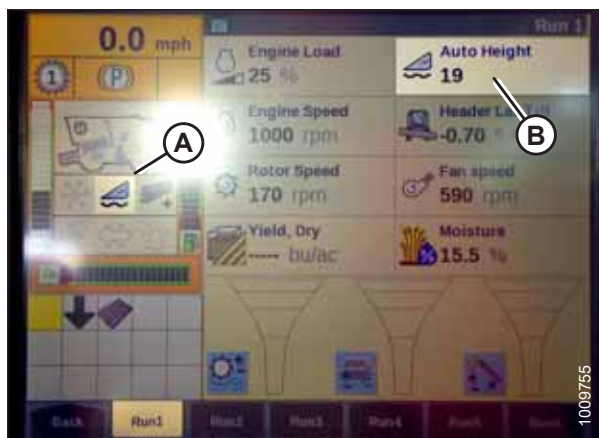 0.0 mph
Run 1
1
(P)
Engine Load
25 %
Auto Height
19
A
B
Engine Speed
1000 rpm
Header
-0.70
Rotor Speed
170 rpm
Fan speed
590 rpm
Yield, Dry
----- bu/ac
Moisture
15.5 %
Back
Run1
Run2
Run3
Run4
Run5
1009755